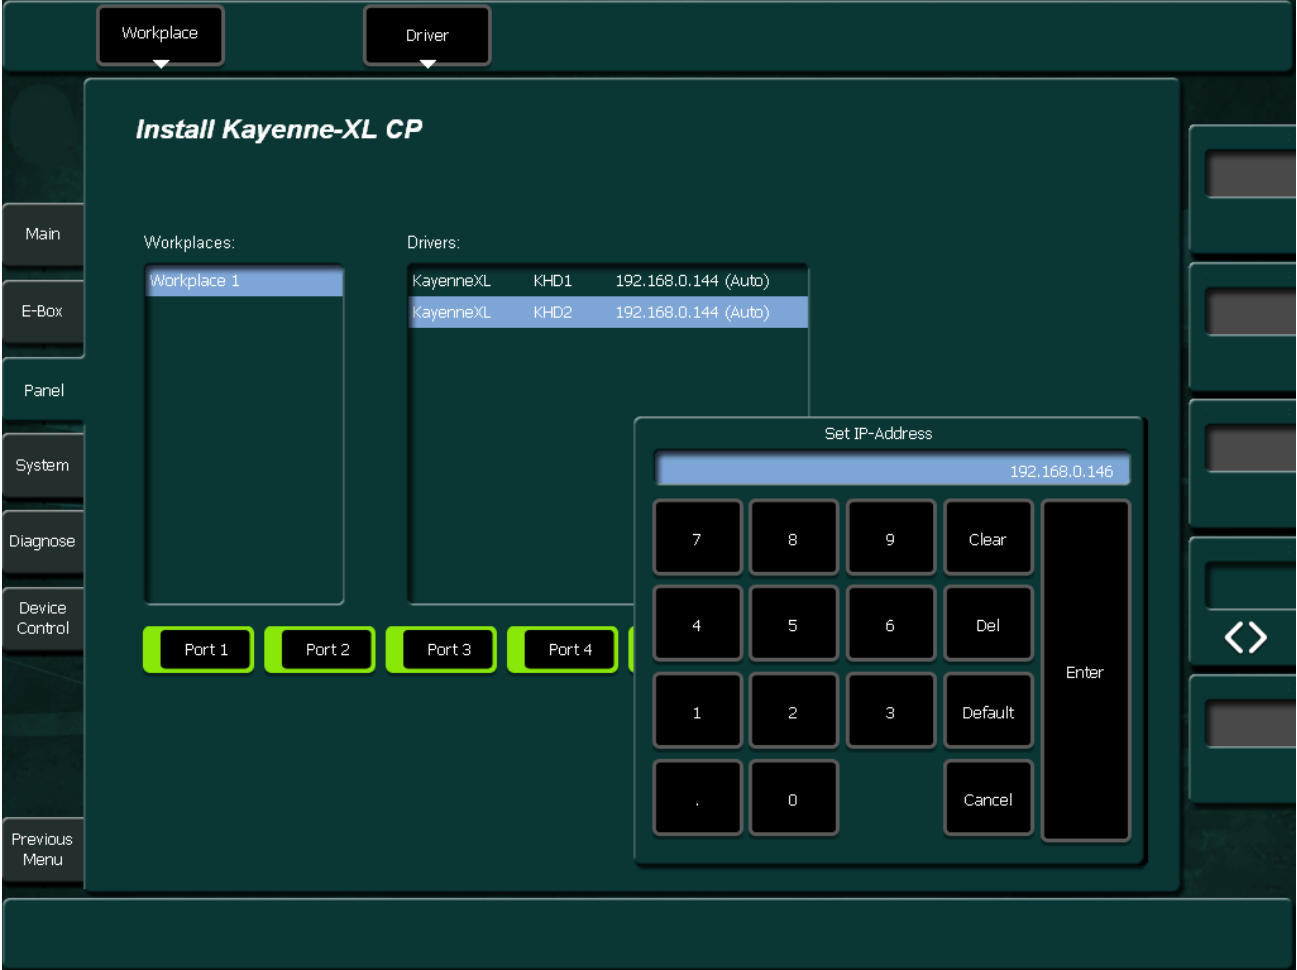 Workplace
Driver
Install Kayenne-XL CP
Main
E-Box
Panel
System
Diagnose
Device
Control
Previous
Menu
Workplaces:
Workplace 1
Drivers:
KayenneXL KHD1 192.168.0.144 (Auto)
KayenneXL KHD2 192.168.0.144 (Auto)
Port 1 Port 2 Port 3 Port 4
Set IP-Address
192.168.0.146
7 8 9 Clear
4 5 6 Del
Enter
1 2 3 Default
. 0 Cancel